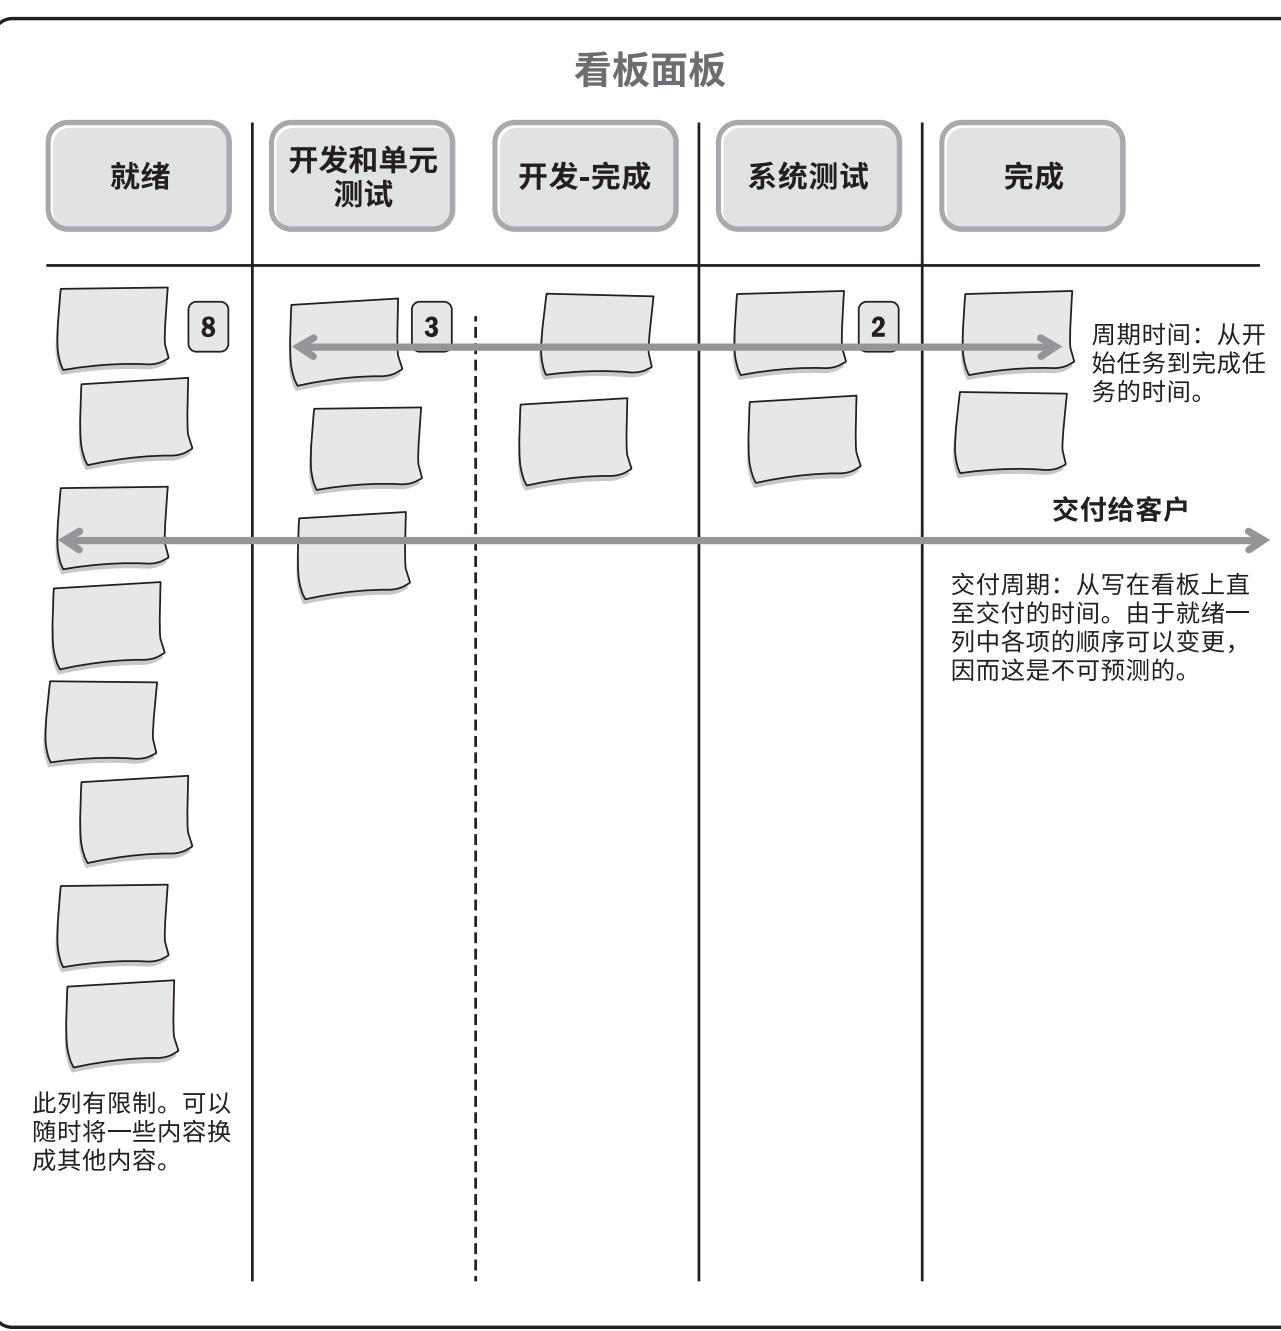 看板面板
就绪
开发和单元
测试
开发-完成
系统测试
完成
8
3
2
周期时间：从开
始任务到完成任
务的时间。
交付给客户
交付周期：从写在看板上直
至交付的时间。由于就绪一
列中各项的顺序可以变更，
因而这是不可预测的。
此列有限制。可以
随时将一些内容换
成其他内容。